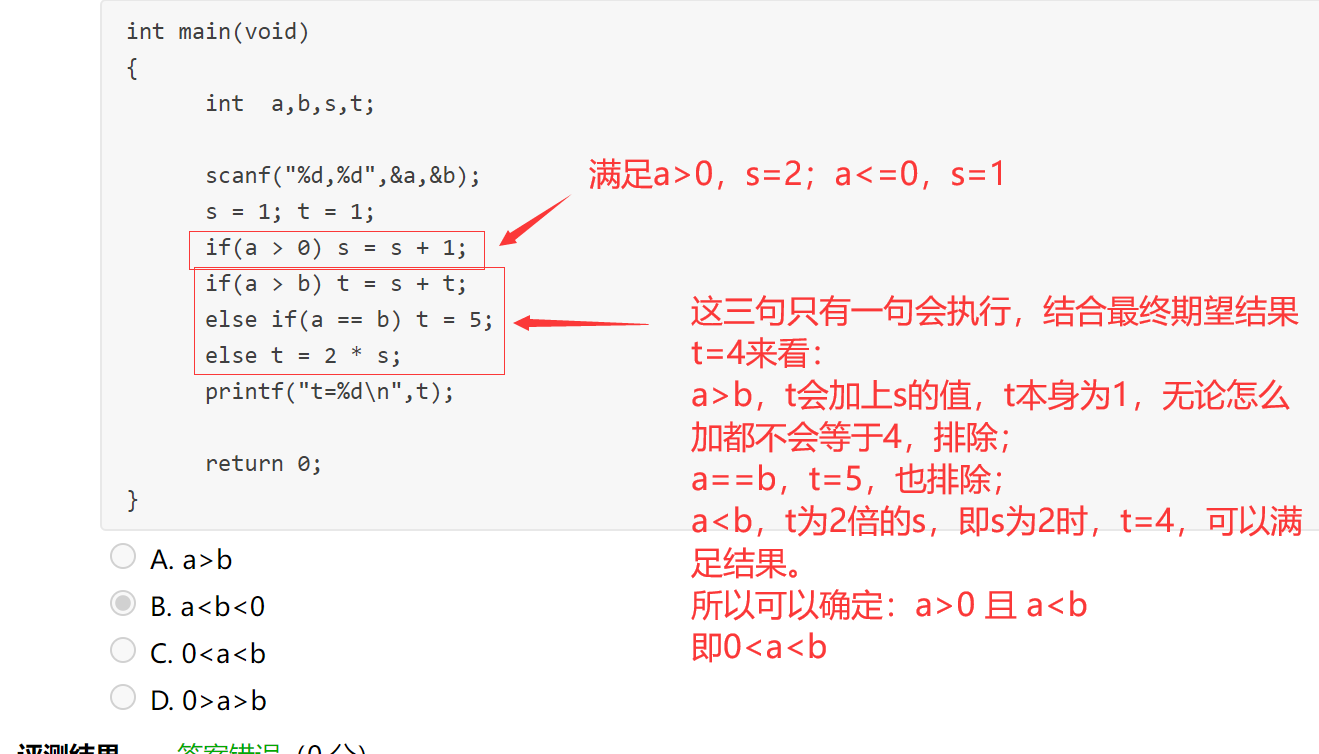 int main(void)
{
int a,b,s,t;
scanf("%d,%d",&a,&b);
满足a>0，s=2；a<=0，s=1
s = 1; t = 1;
if(a > 0) s = s + 1;
if(a > b) t = s + t;
else if(a == b) t = 5;
else t = 2 * s;
printf("t=%d\n",t);
return 0;
}
这三句只有一句会执行，结合最终期望结果
t=4来看：
a>b，t会加上s的值，t本身为1，无论怎么
加都不会等于4，排除；
a==b，t=5，也排除；
a<b，t为2倍的s，即s为2时，t=4，可以满
足结果。
所以可以确定：a>0 且 a<b
即0<a<b
A. a>b
B. a<b<0
C. 0<a<b
D. 0>a>b
评测结果 答案错误 (0 分)